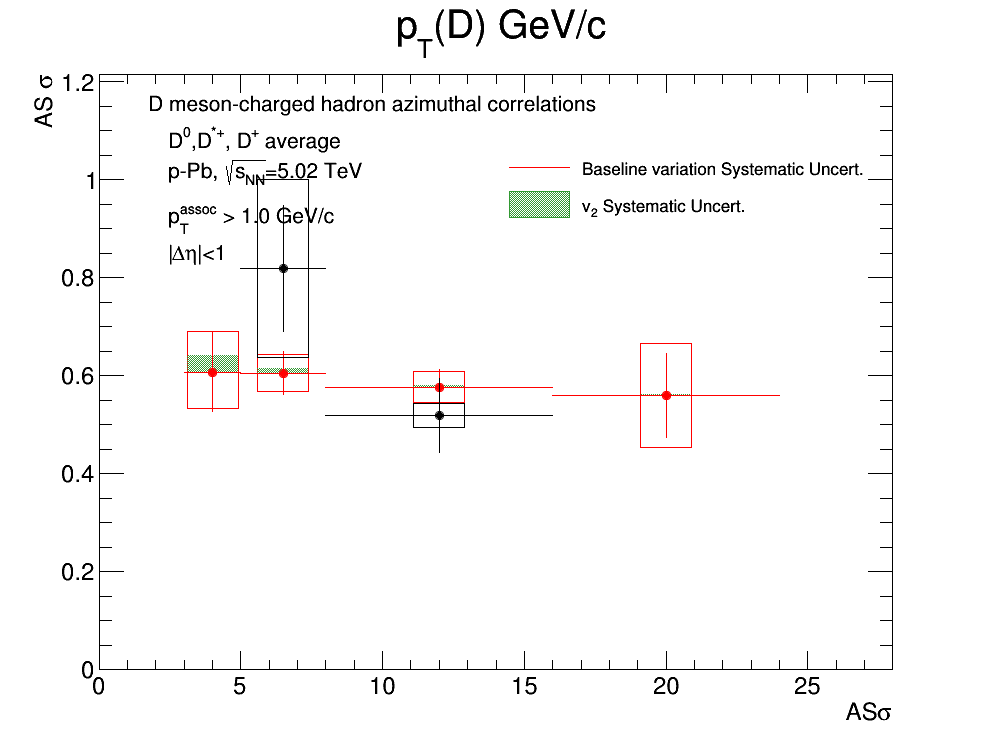 p_T(D) GeV/c
AS σ
D meson-charged hadron azimuthal correlations
D⁰,D*⁺, D⁺ average
p-Pb, √s_NN=5.02 TeV
p_T^assoc > 1.0 GeV/c
|Δη|<1
Baseline variation Systematic Uncert.
v₂ Systematic Uncert.
1.2
1
0.8
0.6
0.4
0.2
0
0 5 10 15 20 25
ASσ